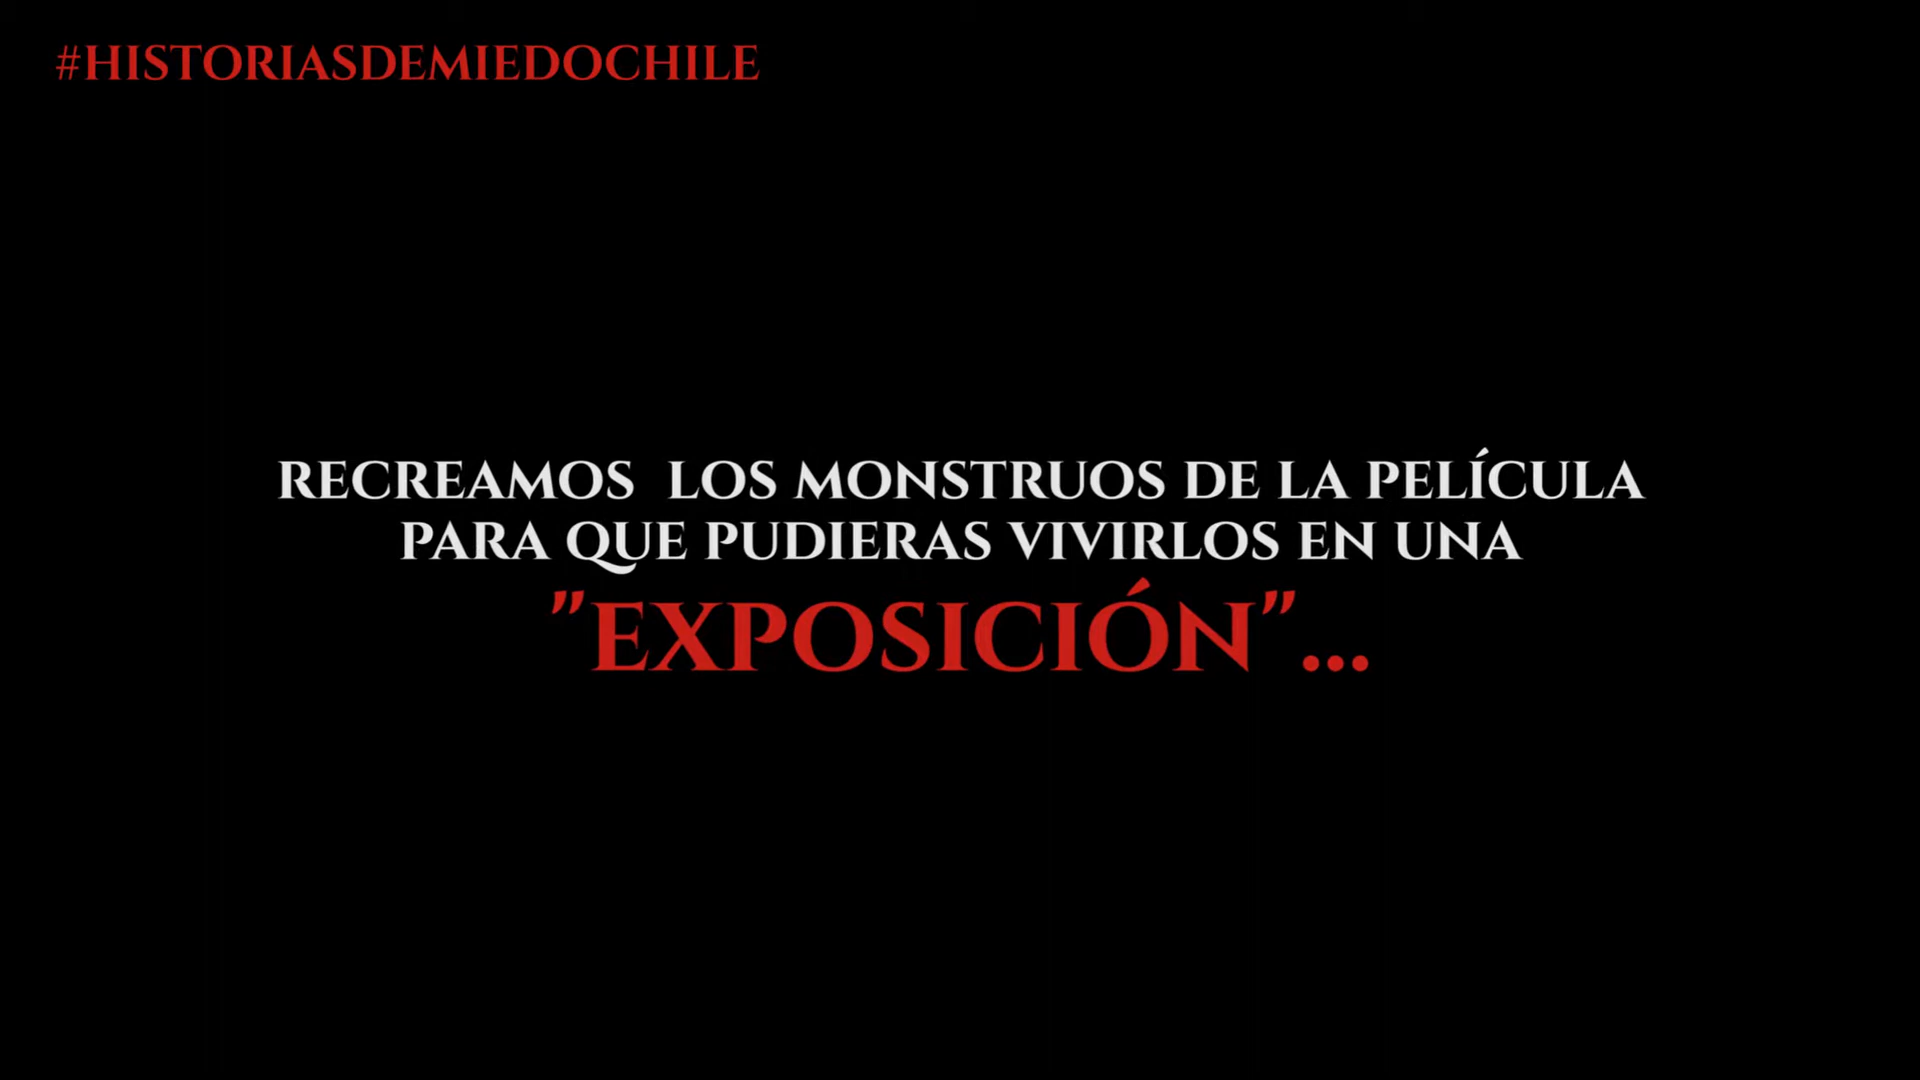 #HISTORIASDEMIEDOCHILE
RECREAMOS LOS MONSTRUOS DE LA PELÍCULA
PARA QUE PUDIERAS VIVIRLOS EN UNA
"EXPOSICIÓN"...